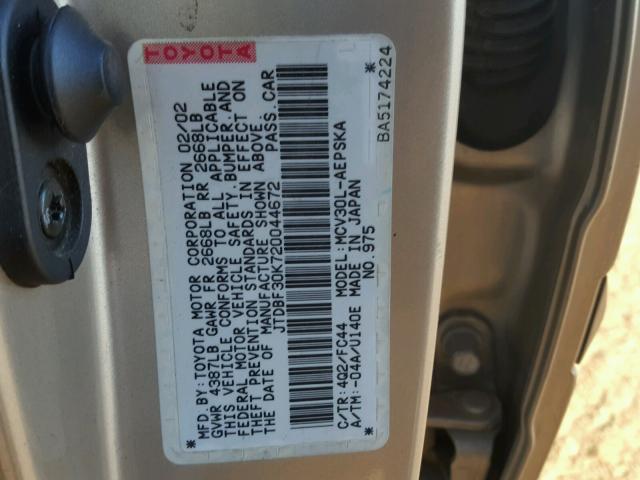 TOYOTA
MFD.BY:TOYOTA MOTOR CORPORATION 02/02
GVWR 4387LB GAWR FR 2668LB RR 2668LB
THIS VEHICLE CONFORMS TO ALL APPLICABLE
FEDERAL MOTOR VEHICLE SAFETY,BUMPER,AND
THEFT PREVENTION STANDARDS IN EFFECT ON
THE DATE OF MANUFACTURE SHOWN ABOVE.
JTDBF30K720044672 PASS.CAR
C/TR:4Q2/FC44 MODEL:MCV30L-AEPSKA
A/TM:-04A/U140E MADE IN JAPAN
NO.975
* * BA5174224